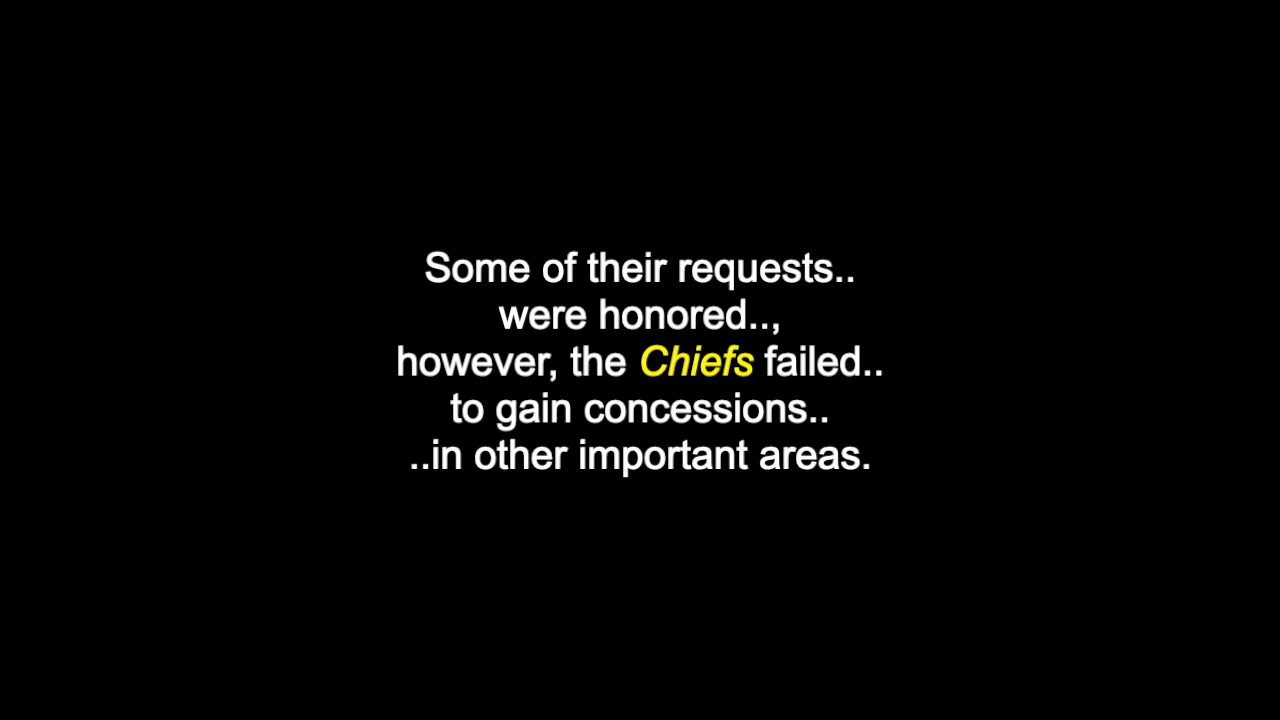 Some of their requests..
were honored..,
however, the Chiefs failed..
to gain concessions..
..in other important areas.